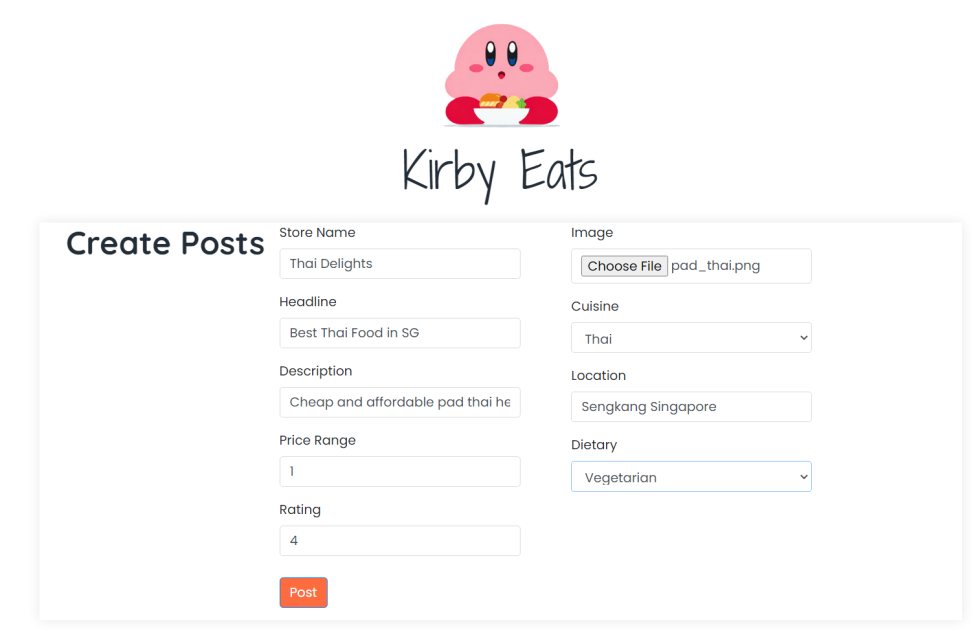 Kirby Eats
Create Posts
Store Name
Thai Delights
Headline
Best Thai Food in SG
Description
Cheap and affordable pad thai he
Price Range
1
Rating
4
Post
Image
Choose File pad_thai.png
Cuisine
Thai
Location
Sengkang Singapore
Dietary
Vegetarian